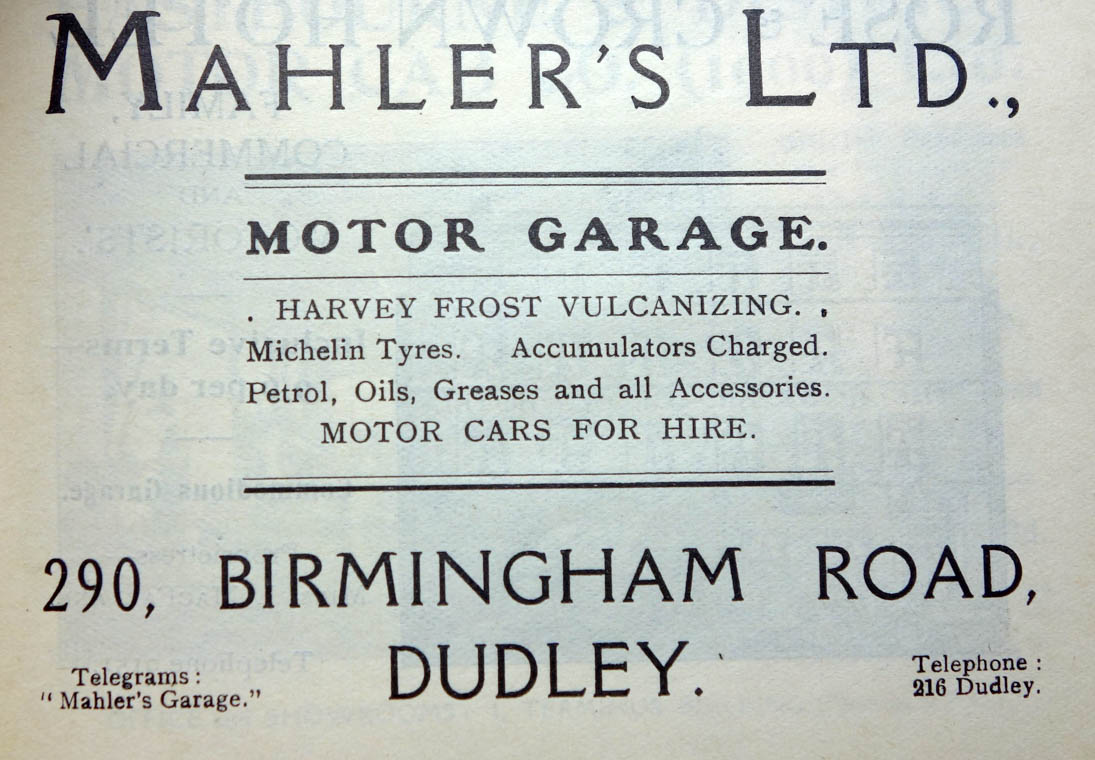 MAHLER'S LTD.,
MOTOR GARAGE.
. HARVEY FROST VULCANIZING. .
Michelin Tyres. Accumulators Charged.
Petrol, Oils, Greases and all Accessories.
MOTOR CARS FOR HIRE.
290, BIRMINGHAM ROAD,
DUDLEY.
Telegrams:
"Mahler's Garage."
Telephone:
216 Dudley.